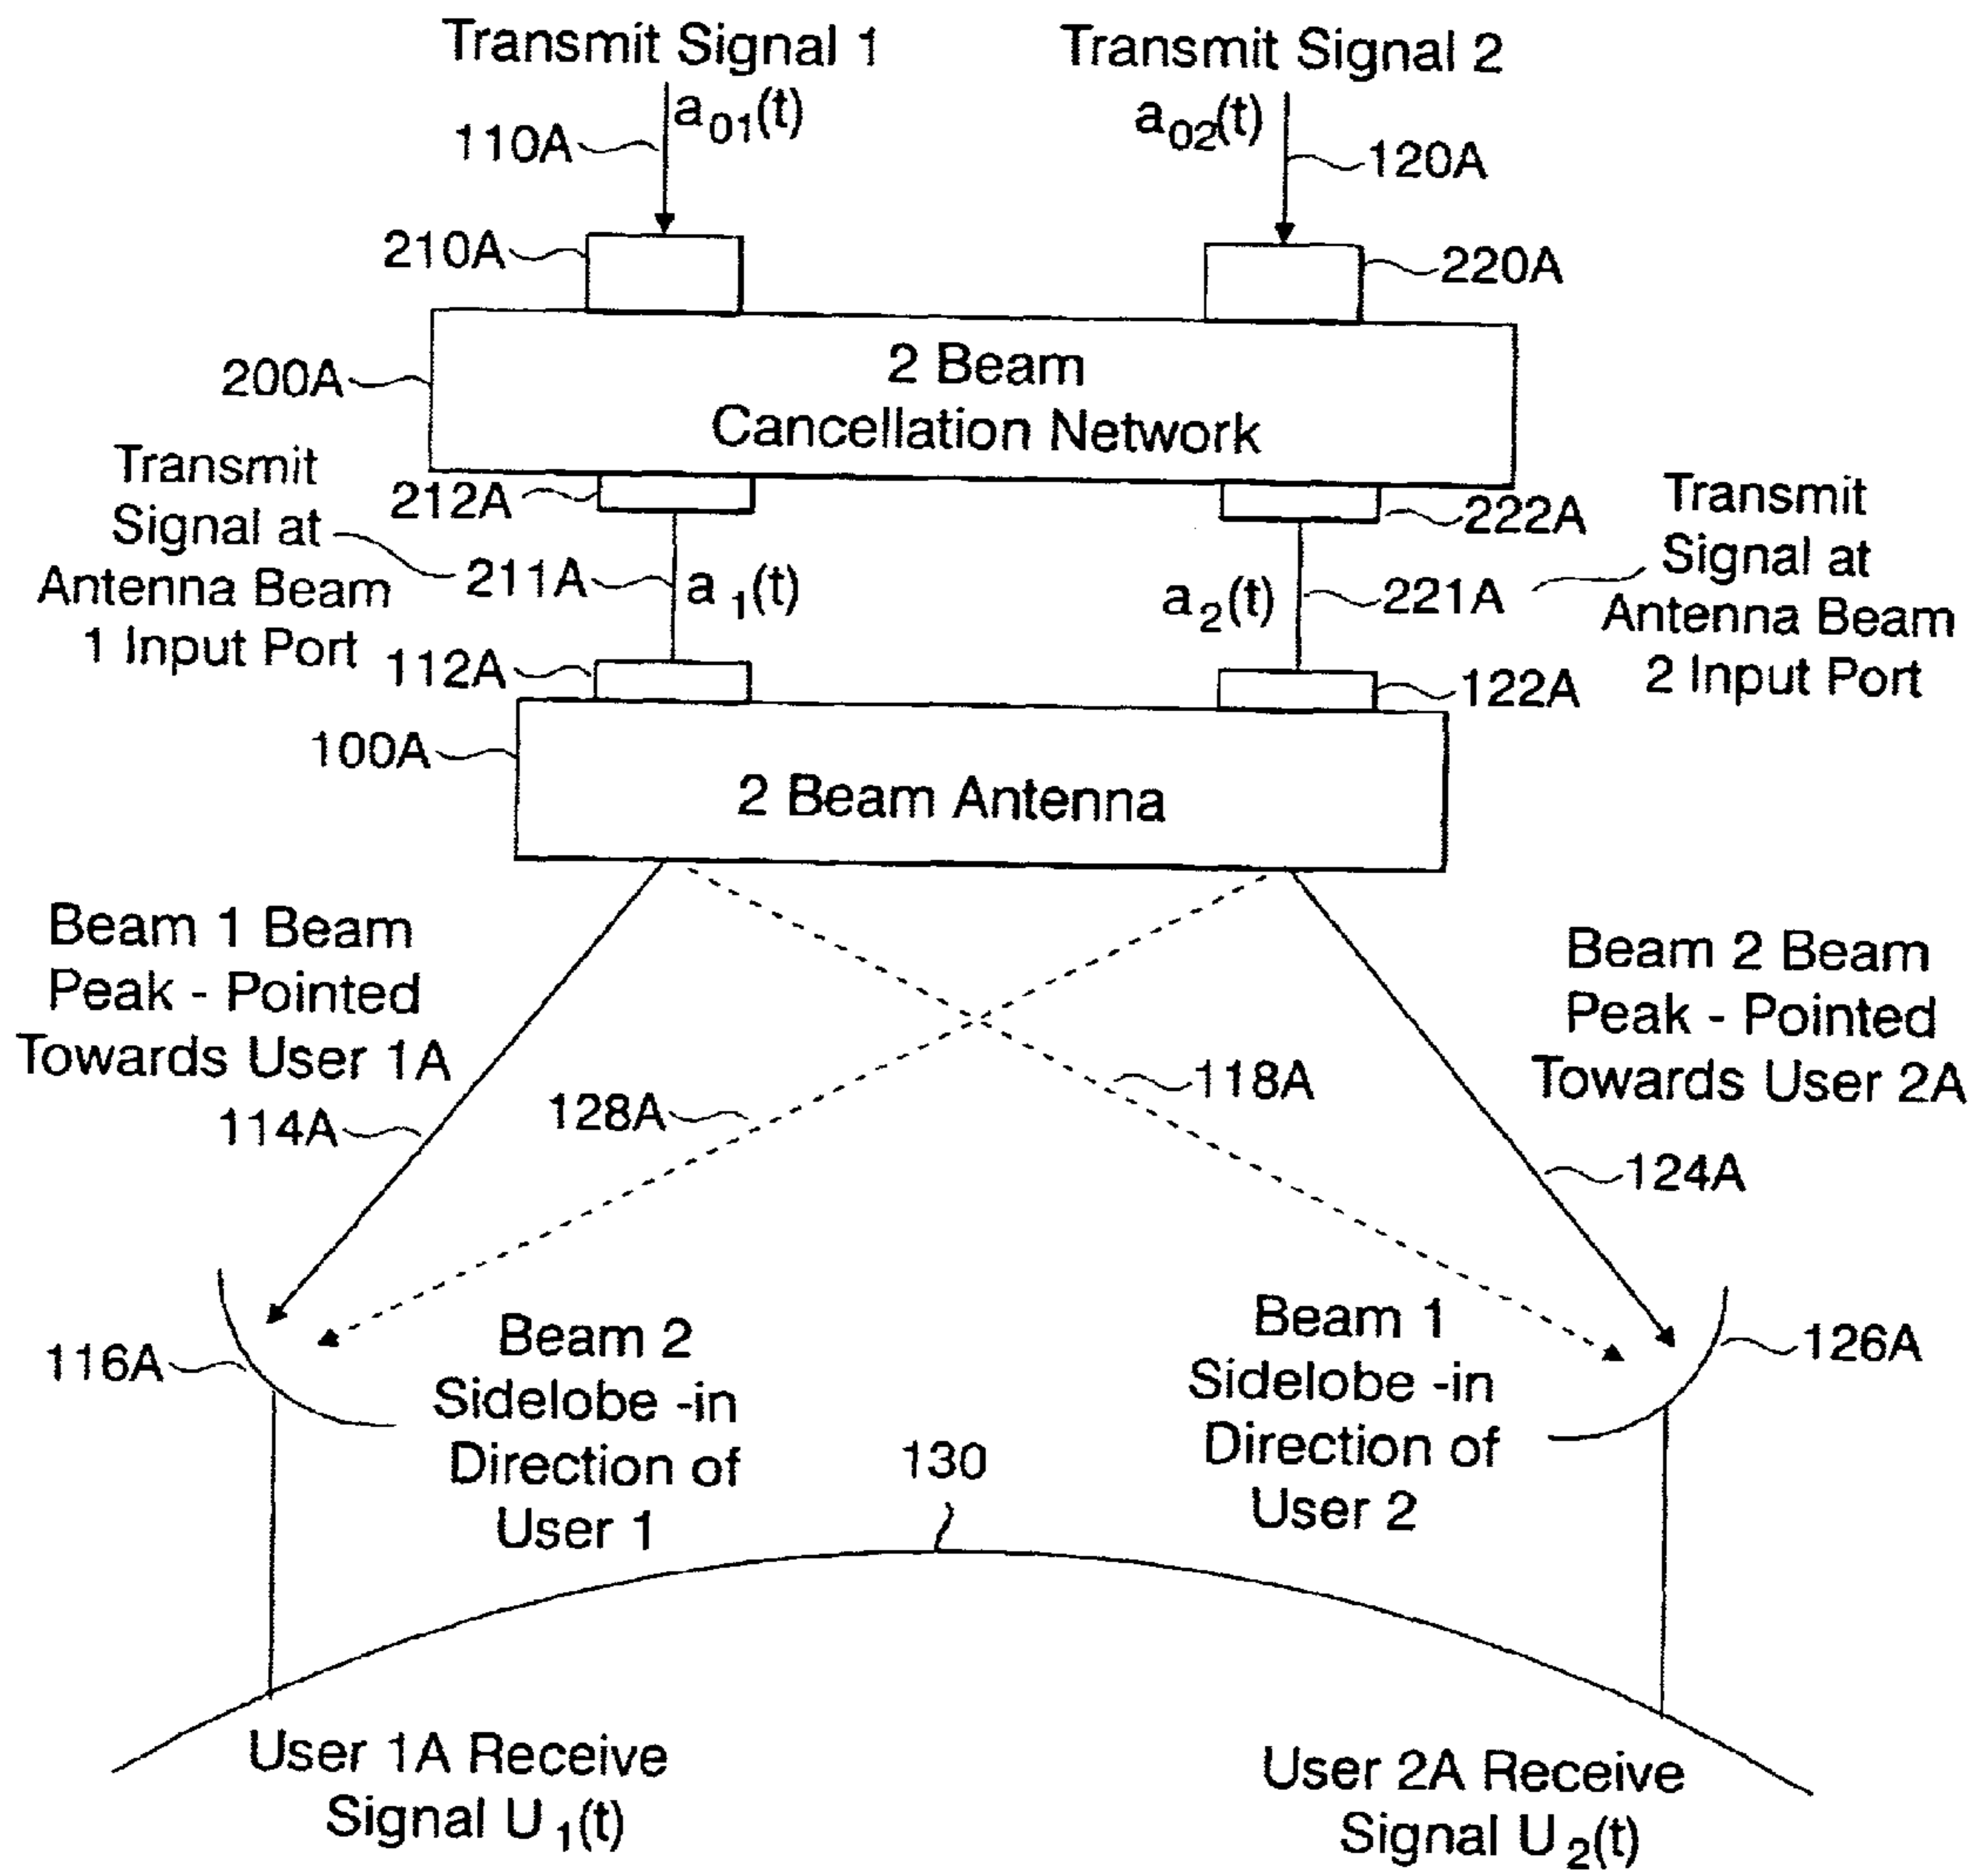 Transmit Signal 1
Transmit Signal 2
a01(t)
a02(t)
110A
120A
210A
220A
200A
2 Beam
Cancellation Network
Transmit
Signal at
Antenna Beam
1 Input Port
212A
222A
Transmit
Signal at
Antenna Beam
2 Input Port
211A
a1(t)
a2(t)
221A
112A
122A
100A
2 Beam Antenna
Beam 1 Beam
Peak - Pointed
Towards User 1A
Beam 2 Beam
Peak - Pointed
Towards User 2A
114A
128A
118A
124A
116A
Beam 2
Sidelobe -in
Direction of
User 1
Beam 1
Sidelobe -in
Direction of
User 2
126A
130
User 1A Receive
Signal U1(t)
User 2A Receive
Signal U2(t)